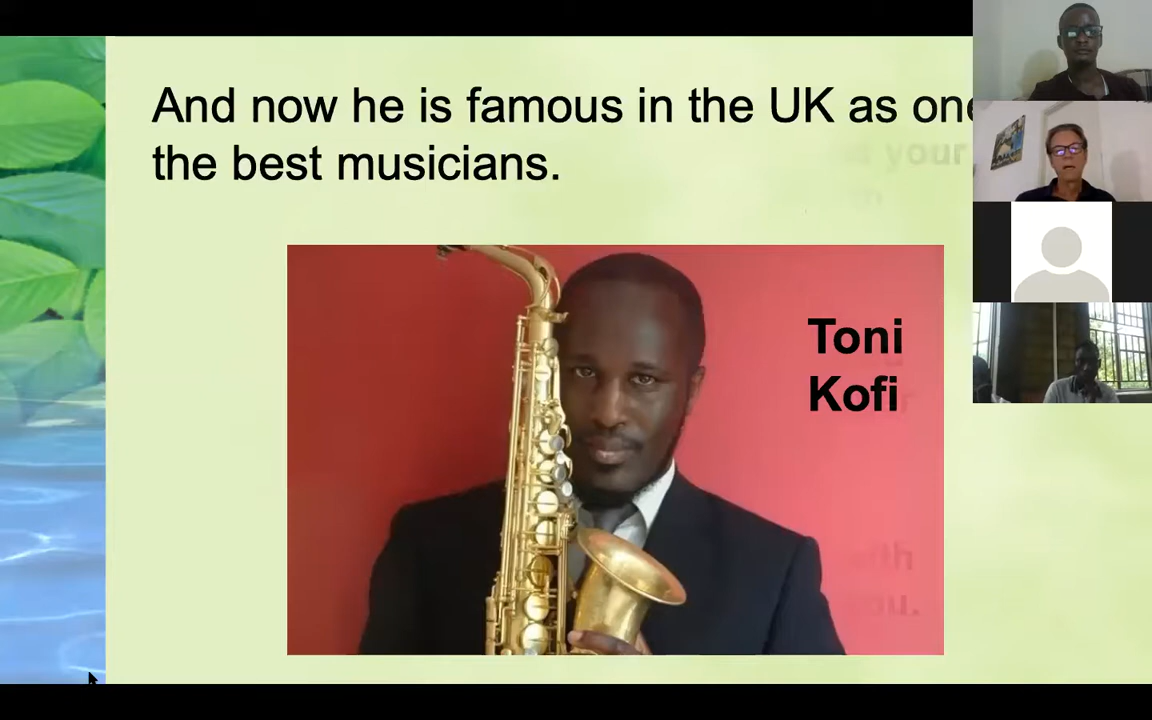 And now he is famous in the UK as one
the best musicians.
Toni
Kofi